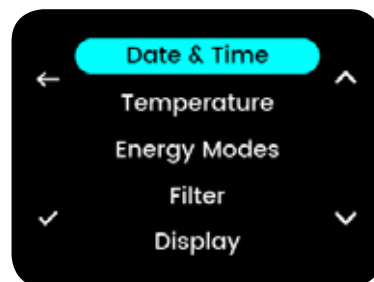 Date & Time
Temperature
Energy Modes
Filter
Display